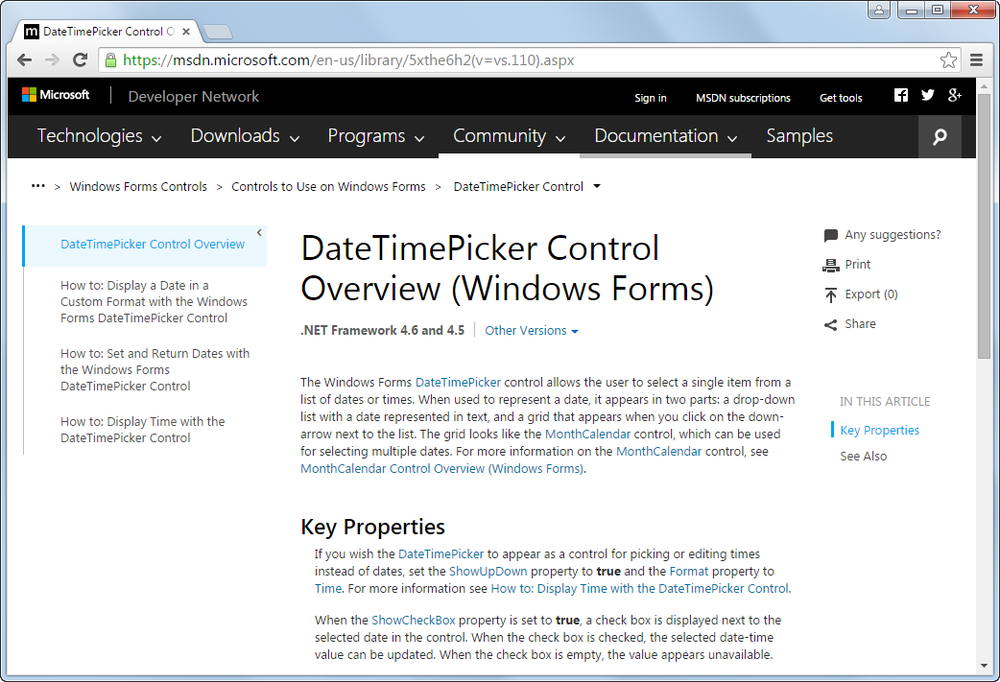 DateTimePicker Control O
https://msdn.microsoft.com/en-us/library/5xthe6h2(v=vs.110).aspx
Microsoft Developer Network
Sign in MSDN subscriptions Get tools
Technologies Downloads Programs Community Documentation Samples
••• > Windows Forms Controls > Controls to Use on Windows Forms > DateTimePicker Control
DateTimePicker Control Overview
How to: Display a Date in a
Custom Format with the Windows
Forms DateTimePicker Control
How to: Set and Return Dates with
the Windows Forms
DateTimePicker Control
How to: Display Time with the
DateTimePicker Control
DateTimePicker Control
Overview (Windows Forms)
.NET Framework 4.6 and 4.5 Other Versions
The Windows Forms DateTimePicker control allows the user to select a single item from a
list of dates or times. When used to represent a date, it appears in two parts: a drop-down
list with a date represented in text, and a grid that appears when you click on the down-
arrow next to the list. The grid looks like the MonthCalendar control, which can be used
for selecting multiple dates. For more information on the MonthCalendar control, see
MonthCalendar Control Overview (Windows Forms).
Key Properties
If you wish the DateTimePicker to appear as a control for picking or editing times
instead of dates, set the ShowUpDown property to true and the Format property to
Time. For more information see How to: Display Time with the DateTimePicker Control.
When the ShowCheckBox property is set to true, a check box is displayed next to the
selected date in the control. When the check box is checked, the selected date-time
value can be updated. When the check box is empty, the value appears unavailable.
Any suggestions?
Print
Export (0)
Share
IN THIS ARTICLE
Key Properties
See Also